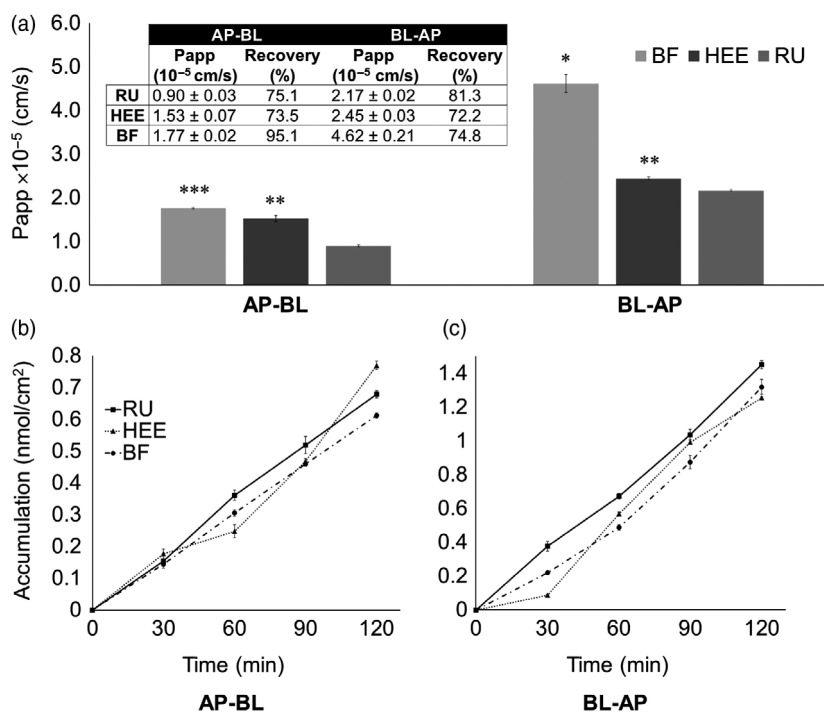 (a)
6.0
5.0
4.0
3.0
2.0
1.0
0.0
Papp ×10⁻⁵ (cm/s)
AP-BL BL-AP
Papp (10⁻⁵ cm/s) Recovery (%) Papp (10⁻⁵ cm/s) Recovery (%)
RU 0.90 ± 0.03 75.1 2.17 ± 0.02 81.3
HEE 1.53 ± 0.07 73.5 2.45 ± 0.03 72.2
BF 1.77 ± 0.02 95.1 4.62 ± 0.21 74.8
BF HEE RU
*** ** * **
AP-BL BL-AP
(b)
0.8
0.7
0.6
0.5
0.4
0.3
0.2
0.1
0
Accumulation (nmol/cm²)
RU
HEE
BF
0 30 60 90 120
Time (min)
AP-BL
(c)
1.4
1.2
1
0.8
0.6
0.4
0.2
0
0 30 60 90 120
Time (min)
BL-AP